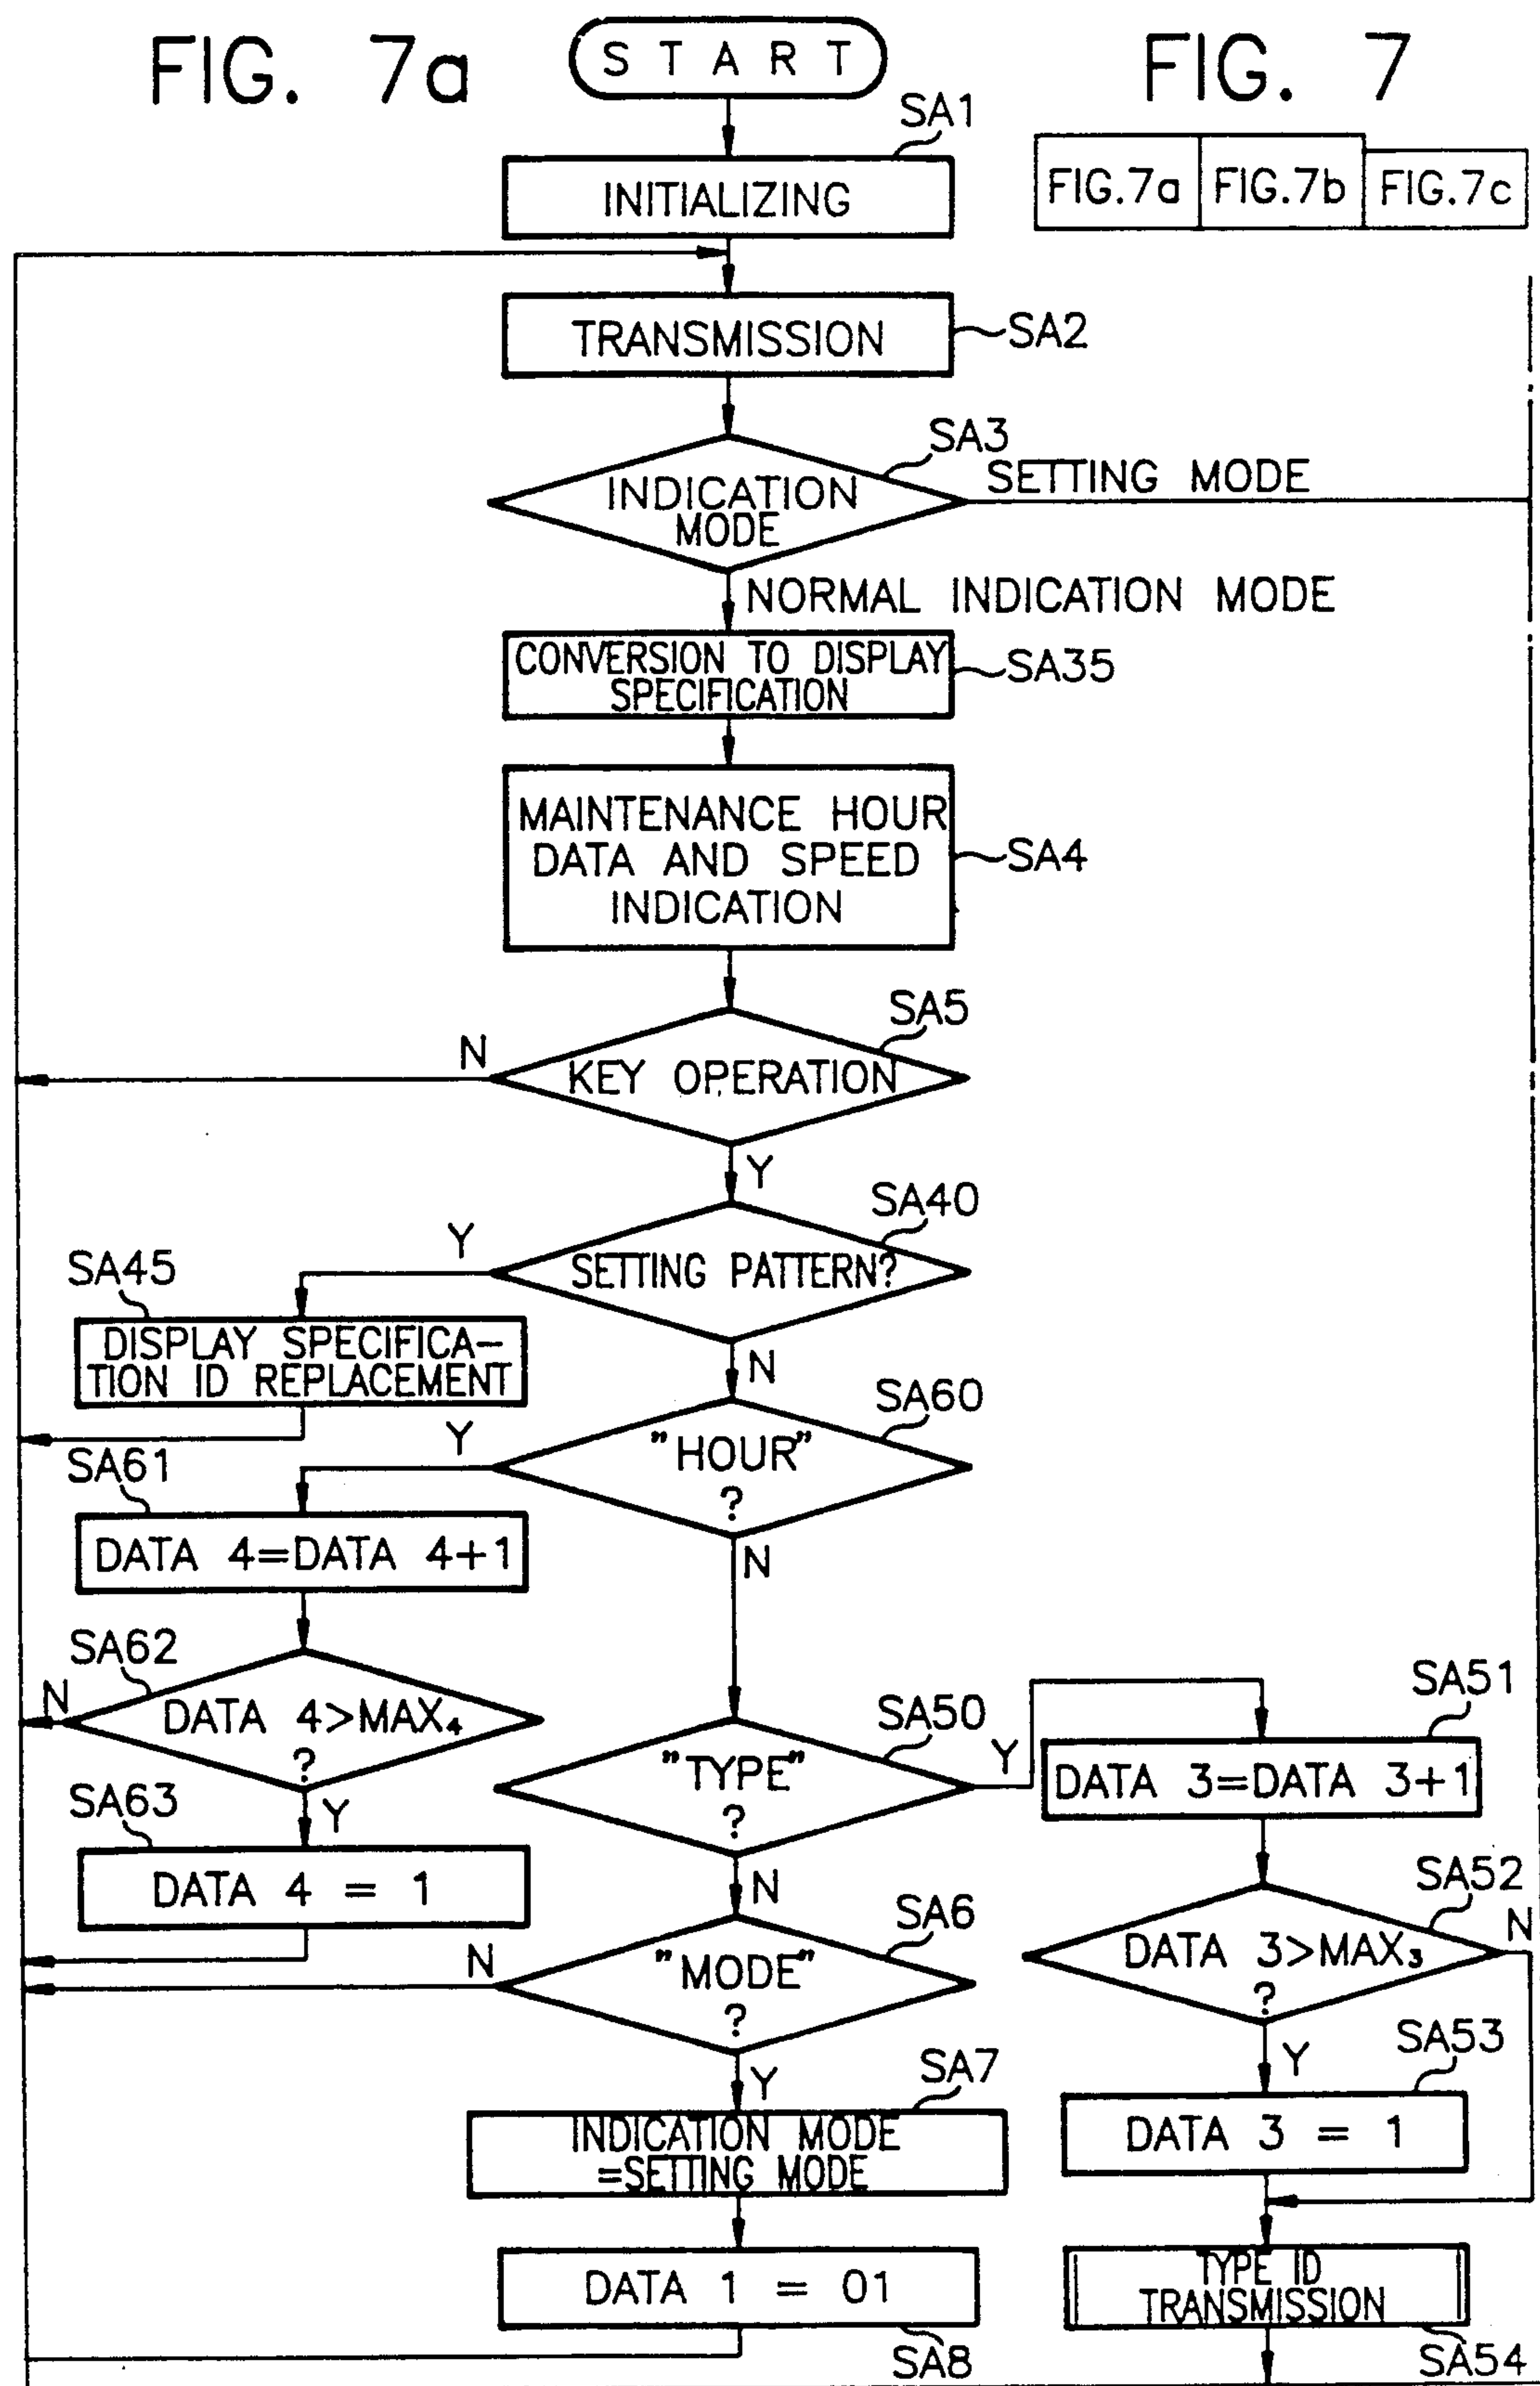 FIG. 7a
START
FIG. 7
SA1
INITIALIZING
FIG.7a FIG.7b FIG.7c
TRANSMISSION
SA2
SA3
SETTING MODE
INDICATION
MODE
NORMAL INDICATION MODE
CONVERSION TO DISPLAY
SPECIFICATION
SA35
MAINTENANCE HOUR
DATA AND SPEED
INDICATION
SA4
SA5
N
KEY OPERATION
Y
SA40
Y
SETTING PATTERN?
SA45
DISPLAY SPECIFICA-
TION ID REPLACEMENT
N
SA60
Y
"HOUR"
?
SA61
DATA 4=DATA 4+1
N
SA62
N
DATA 4>MAX₄
?
SA50
"TYPE"
?
Y
SA51
DATA 3=DATA 3+1
SA63
Y
DATA 4 = 1
N
SA52
N
DATA 3>MAX₃
?
SA6
N
"MODE"
?
Y
SA53
DATA 3 = 1
Y
SA7
INDICATION MODE
=SETTING MODE
DATA 1 = 01
SA8
TYPE ID
TRANSMISSION
SA54